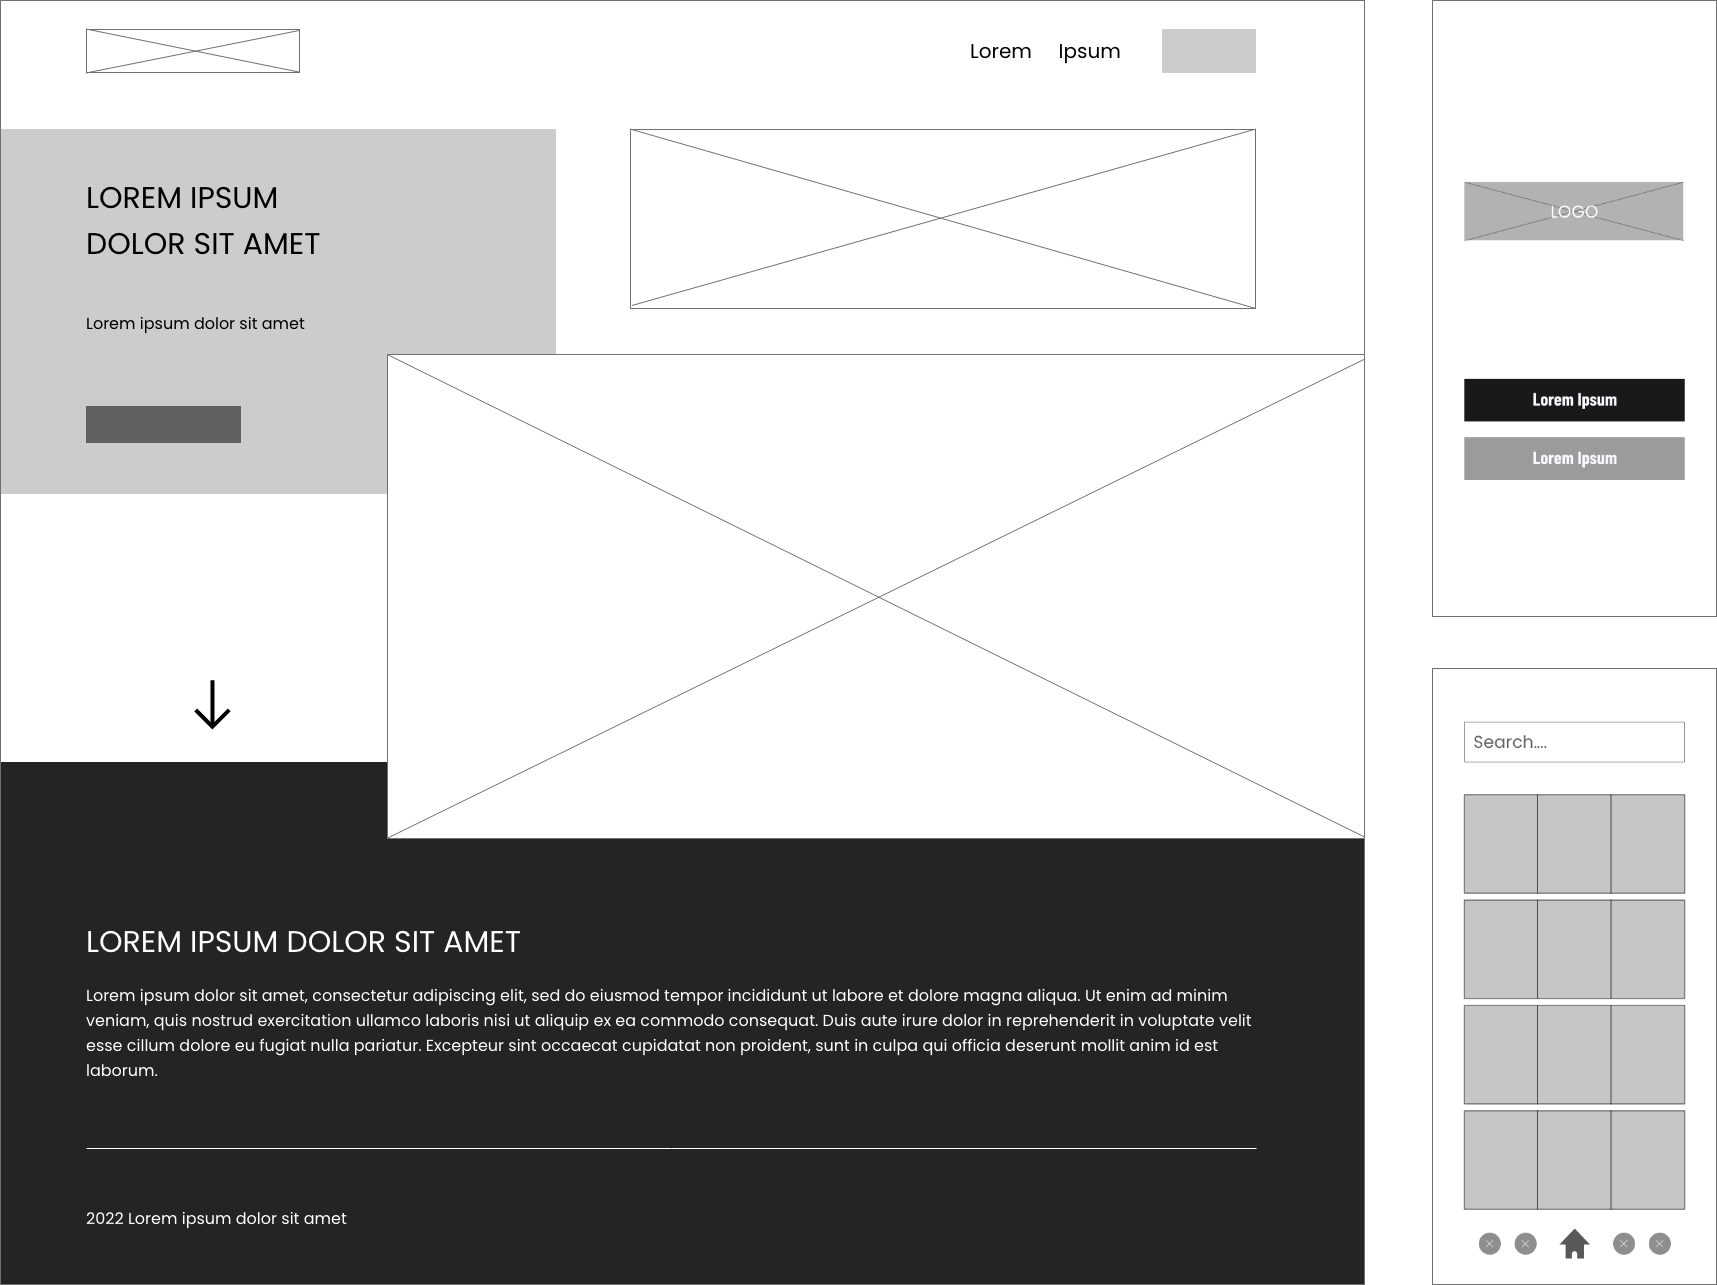 Lorem Ipsum
LOREM IPSUM
DOLOR SIT AMET
Lorem ipsum dolor sit amet
LOREM IPSUM DOLOR SIT AMET
Lorem ipsum dolor sit amet, consectetur adipiscing elit, sed do eiusmod tempor incididunt ut labore et dolore magna aliqua. Ut enim ad minim
veniam, quis nostrud exercitation ullamco laboris nisi ut aliquip ex ea commodo consequat. Duis aute irure dolor in reprehenderit in voluptate velit
esse cillum dolore eu fugiat nulla pariatur. Excepteur sint occaecat cupidatat non proident, sunt in culpa qui officia deserunt mollit anim id est
laborum.
2022 Lorem ipsum dolor sit amet
LOGO
Lorem Ipsum
Lorem Ipsum
Search....